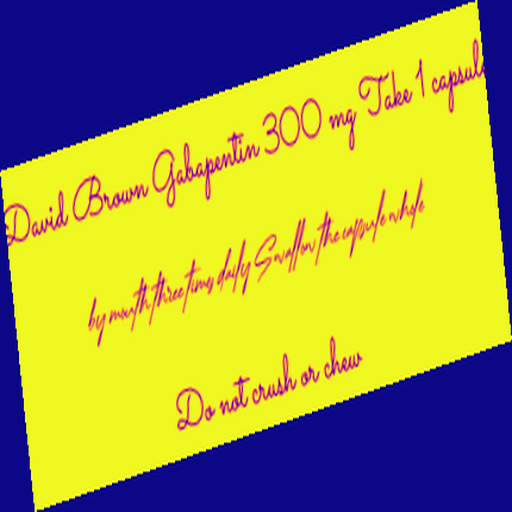 David Brown Gabapentin 300 mg Take 1 capsule
by mouth three times daily Swallow the capsule whole
Do not crush or chew